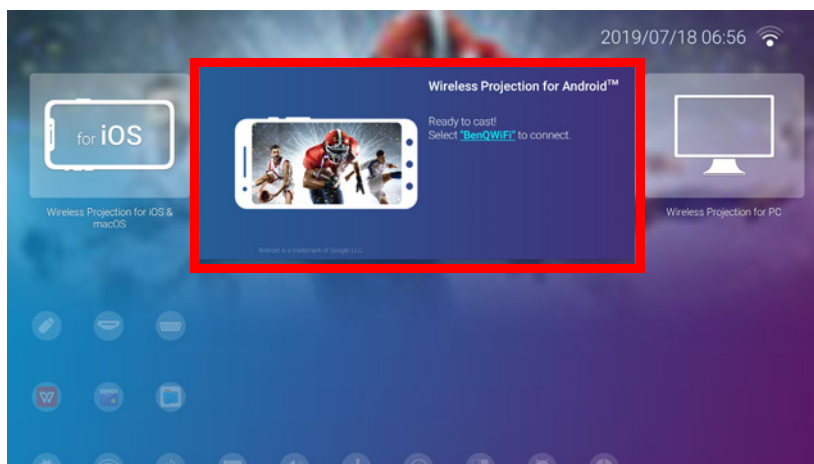 2019/07/18 06:56
for iOS
Wireless Projection for iOS &
macOS
Wireless Projection for Android™
Ready to cast!
Select "BenQWiFi" to connect.
Android is a trademark of Google LLC.
Wireless Projection for PC